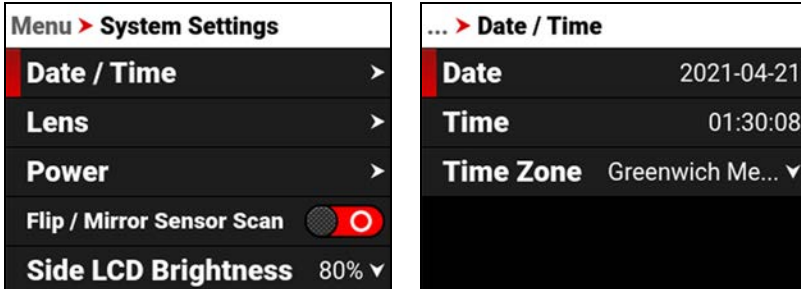 Menu > System Settings
Date / Time >
Lens >
Power >
Flip / Mirror Sensor Scan
Side LCD Brightness 80%
... > Date / Time
Date 2021-04-21
Time 01:30:08
Time Zone Greenwich Me...